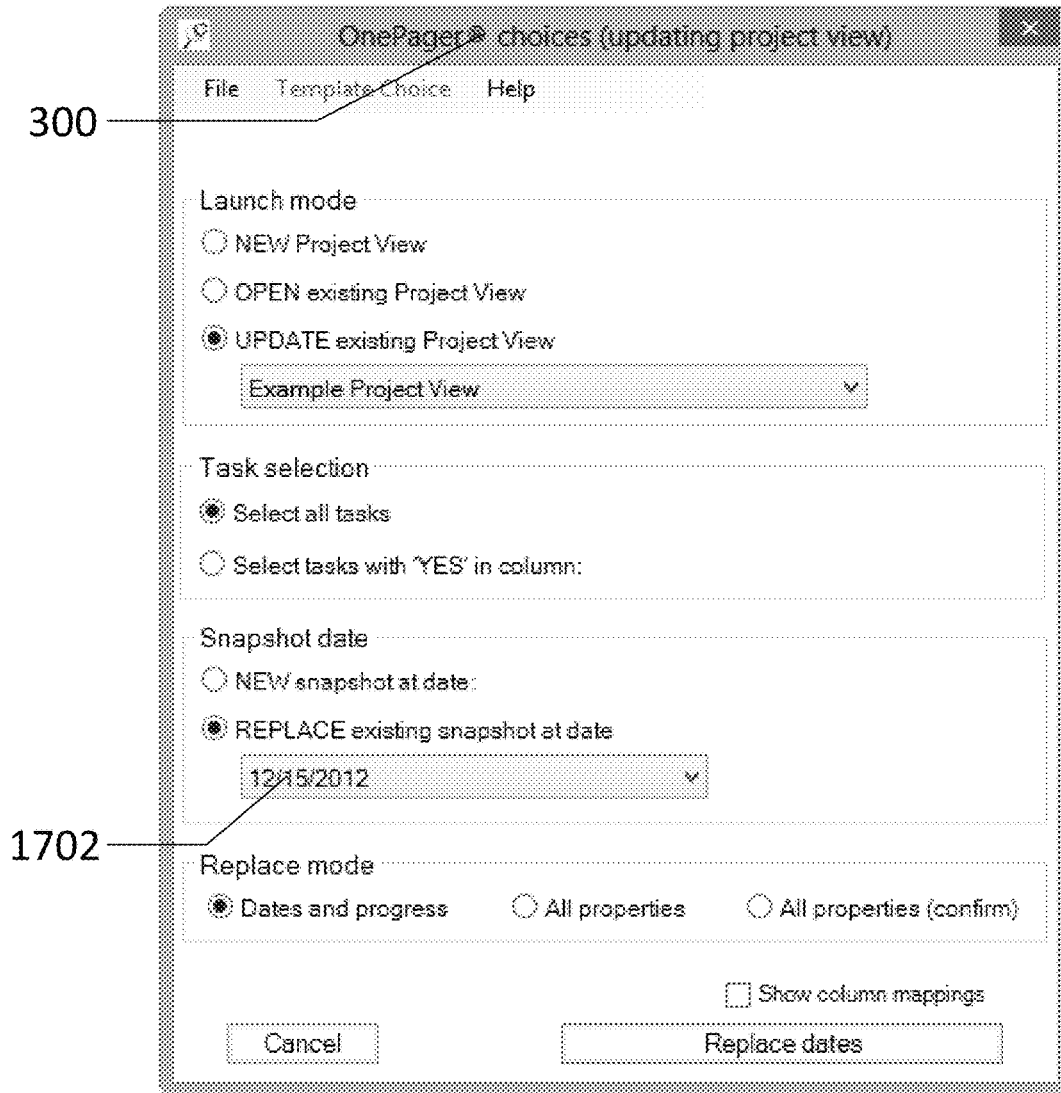 OnePager® choices (updating project view)
File Template Choice Help
300
Launch mode
NEW Project View
OPEN existing Project View
UPDATE existing Project View
Example Project View
Task selection
Select all tasks
Select tasks with 'YES' in column:
Snapshot date
NEW snapshot at date:
REPLACE existing snapshot at date
12/15/2012
1702
Replace mode
Dates and progress All properties All properties (confirm)
Show column mappings
Cancel Replace dates